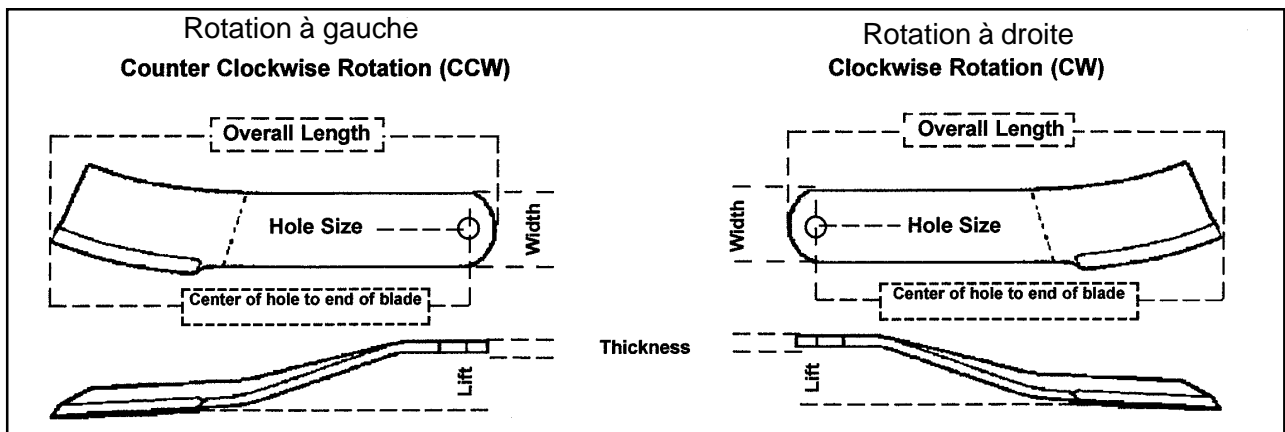 Rotation à gauche
Counter Clockwise Rotation (CCW)
Overall Length
Hole Size
Width
Center of hole to end of blade
Lift
Thickness
Rotation à droite
Clockwise Rotation (CW)
Overall Length
Width
Hole Size
Center of hole to end of blade
Lift